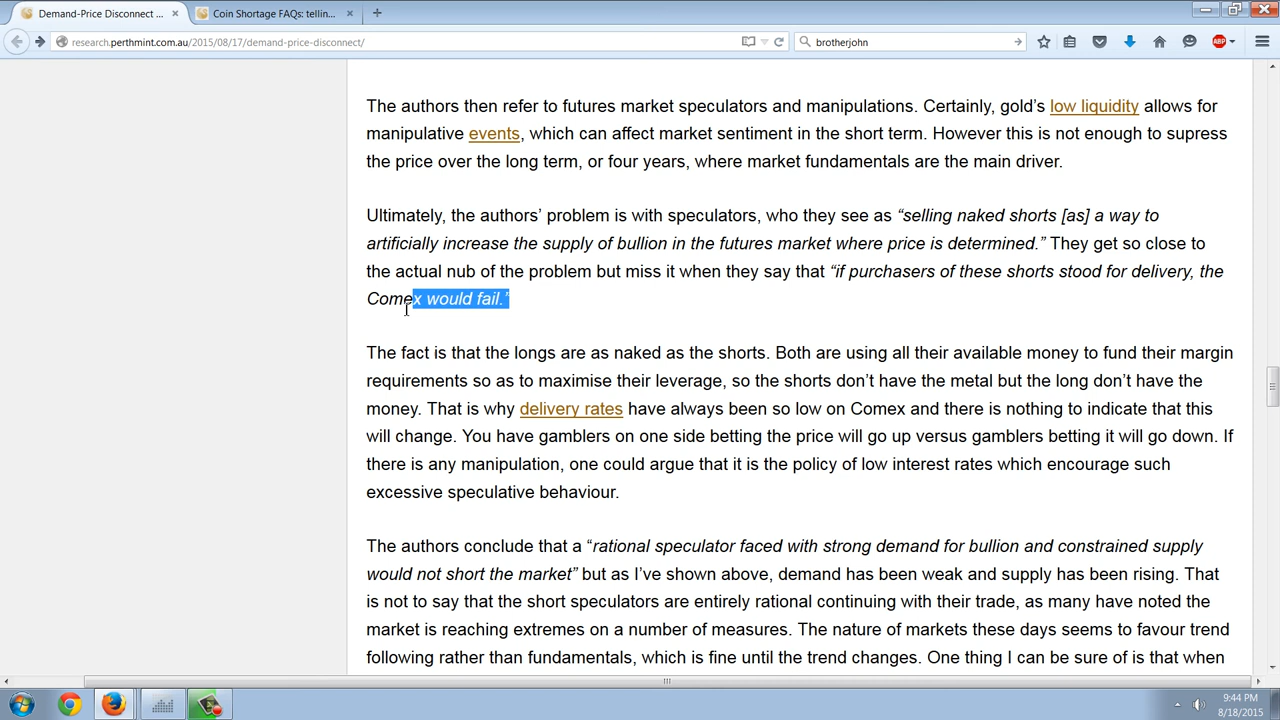 Demand-Price Disconnect ...
Coin Shortage FAQs: tellin...
research.perthmint.com.au/2015/08/17/demand-price-disconnect/
brotherjohn
ABP
The authors then refer to futures market speculators and manipulations. Certainly, gold's low liquidity allows for
manipulative events, which can affect market sentiment in the short term. However this is not enough to supress
the price over the long term, or four years, where market fundamentals are the main driver.
Ultimately, the authors' problem is with speculators, who they see as “selling naked shorts [as] a way to
artificially increase the supply of bullion in the futures market where price is determined.” They get so close to
the actual nub of the problem but miss it when they say that “if purchasers of these shorts stood for delivery, the
Comex would fail.”
The fact is that the longs are as naked as the shorts. Both are using all their available money to fund their margin
requirements so as to maximise their leverage, so the shorts don't have the metal but the long don't have the
money. That is why delivery rates have always been so low on Comex and there is nothing to indicate that this
will change. You have gamblers on one side betting the price will go up versus gamblers betting it will go down. If
there is any manipulation, one could argue that it is the policy of low interest rates which encourage such
excessive speculative behaviour.
The authors conclude that a “rational speculator faced with strong demand for bullion and constrained supply
would not short the market” but as I've shown above, demand has been weak and supply has been rising. That
is not to say that the short speculators are entirely rational continuing with their trade, as many have noted the
market is reaching extremes on a number of measures. The nature of markets these days seems to favour trend
following rather than fundamentals, which is fine until the trend changes. One thing I can be sure of is that when
9:44 PM
8/18/2015